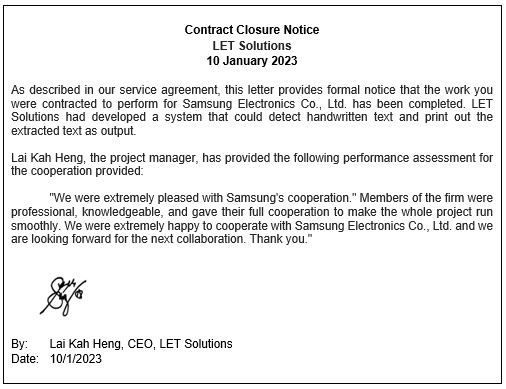 Contract Closure Notice
LET Solutions
10 January 2023
As described in our service agreement, this letter provides formal notice that the work you
were contracted to perform for Samsung Electronics Co., Ltd. has been completed. LET
Solutions had developed a system that could detect handwritten text and print out the
extracted text as output.
Lai Kah Heng, the project manager, has provided the following performance assessment for
the cooperation provided:
"We were extremely pleased with Samsung's cooperation." Members of the firm were
professional, knowledgeable, and gave their full cooperation to make the whole project run
smoothly. We were extremely happy to cooperate with Samsung Electronics Co., Ltd. and we
are looking forward for the next collaboration. Thank you."
By: Lai Kah Heng, CEO, LET Solutions
Date: 10/1/2023